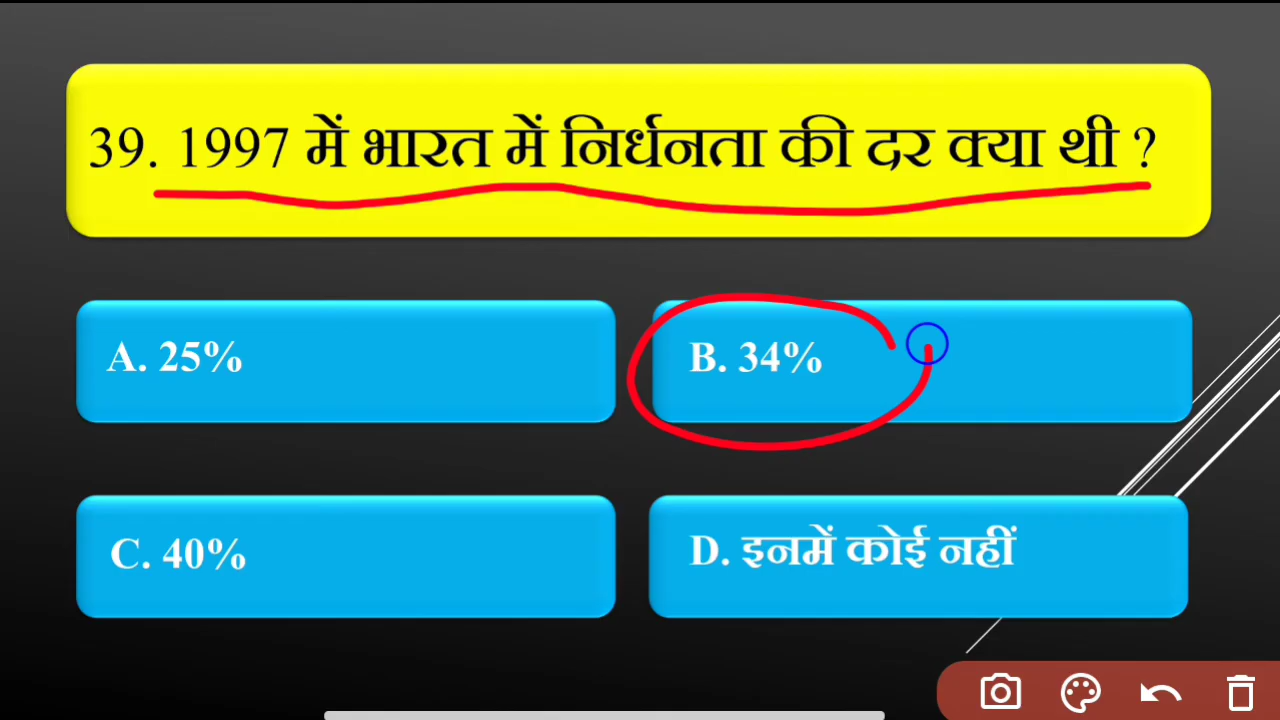 39. 1997 में भारत में निर्धनता की दर क्या थी ?
A. 25%
B. 34%
C. 40%
D. इनमें कोई नहीं